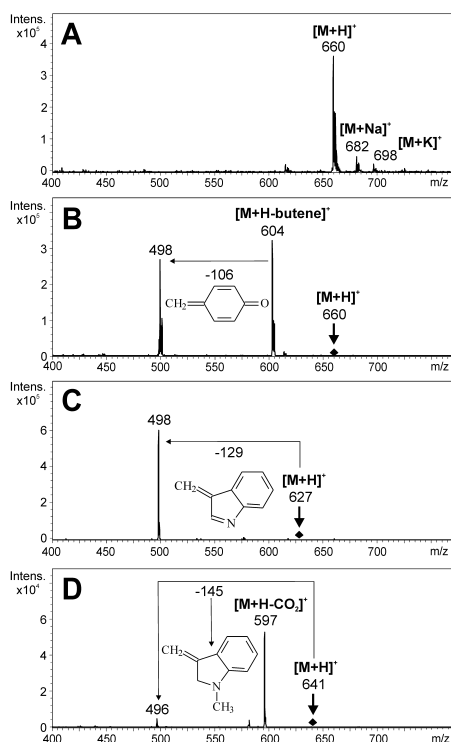 Intens.
x10⁵
A
[M+H]⁺
660
4
3
2
1
0
[M+Na]⁺
682
[M+K]⁺
698
400 450 500 550 600 650 700 m/z
Intens.
x10⁵
B
[M+H-butene]⁺
604
498
-106
CH₂
O
[M+H]⁺
660
3
2
1
0
400 450 500 550 600 650 700 m/z
Intens.
x10⁵
C
498
-129
[M+H]⁺
627
CH₂
N
6
4
2
0
400 450 500 550 600 650 700 m/z
Intens.
x10⁴
D
-145
[M+H-CO₂]⁺
597
[M+H]⁺
641
CH₂
N
CH₃
496
6
4
2
0
400 450 500 550 600 650 700 m/z